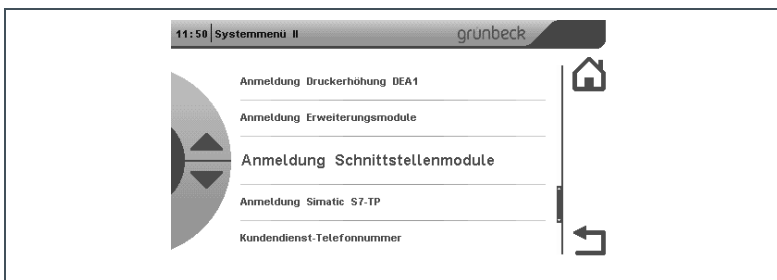 11:50 Systemmenü II grünbeck
Anmeldung Druckerhöhung DEA1
Anmeldung Erweiterungsmodule
Anmeldung Schnittstellenmodule
Anmeldung Simatic S7-TP
Kundendienst-Telefonnummer